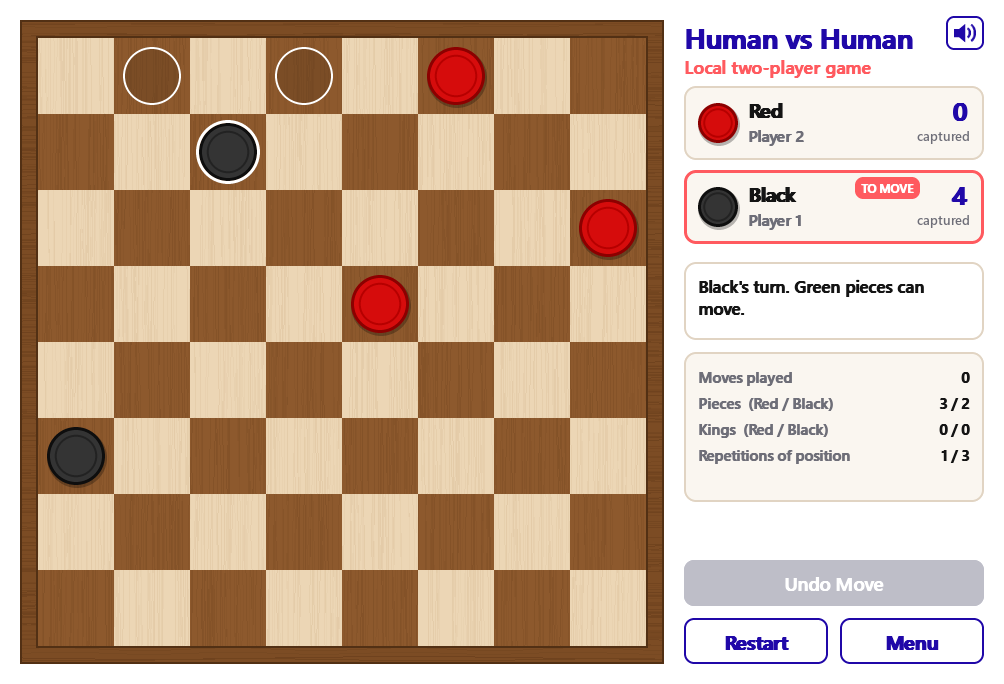 Human vs Human
Local two-player game
Red
0
Player 2
captured
TO MOVE
Black
4
Player 1
captured
Black's turn. Green pieces can
move.
Moves played 0
Pieces (Red / Black) 3 / 2
Kings (Red / Black) 0 / 0
Repetitions of position 1 / 3
Undo Move
Restart
Menu